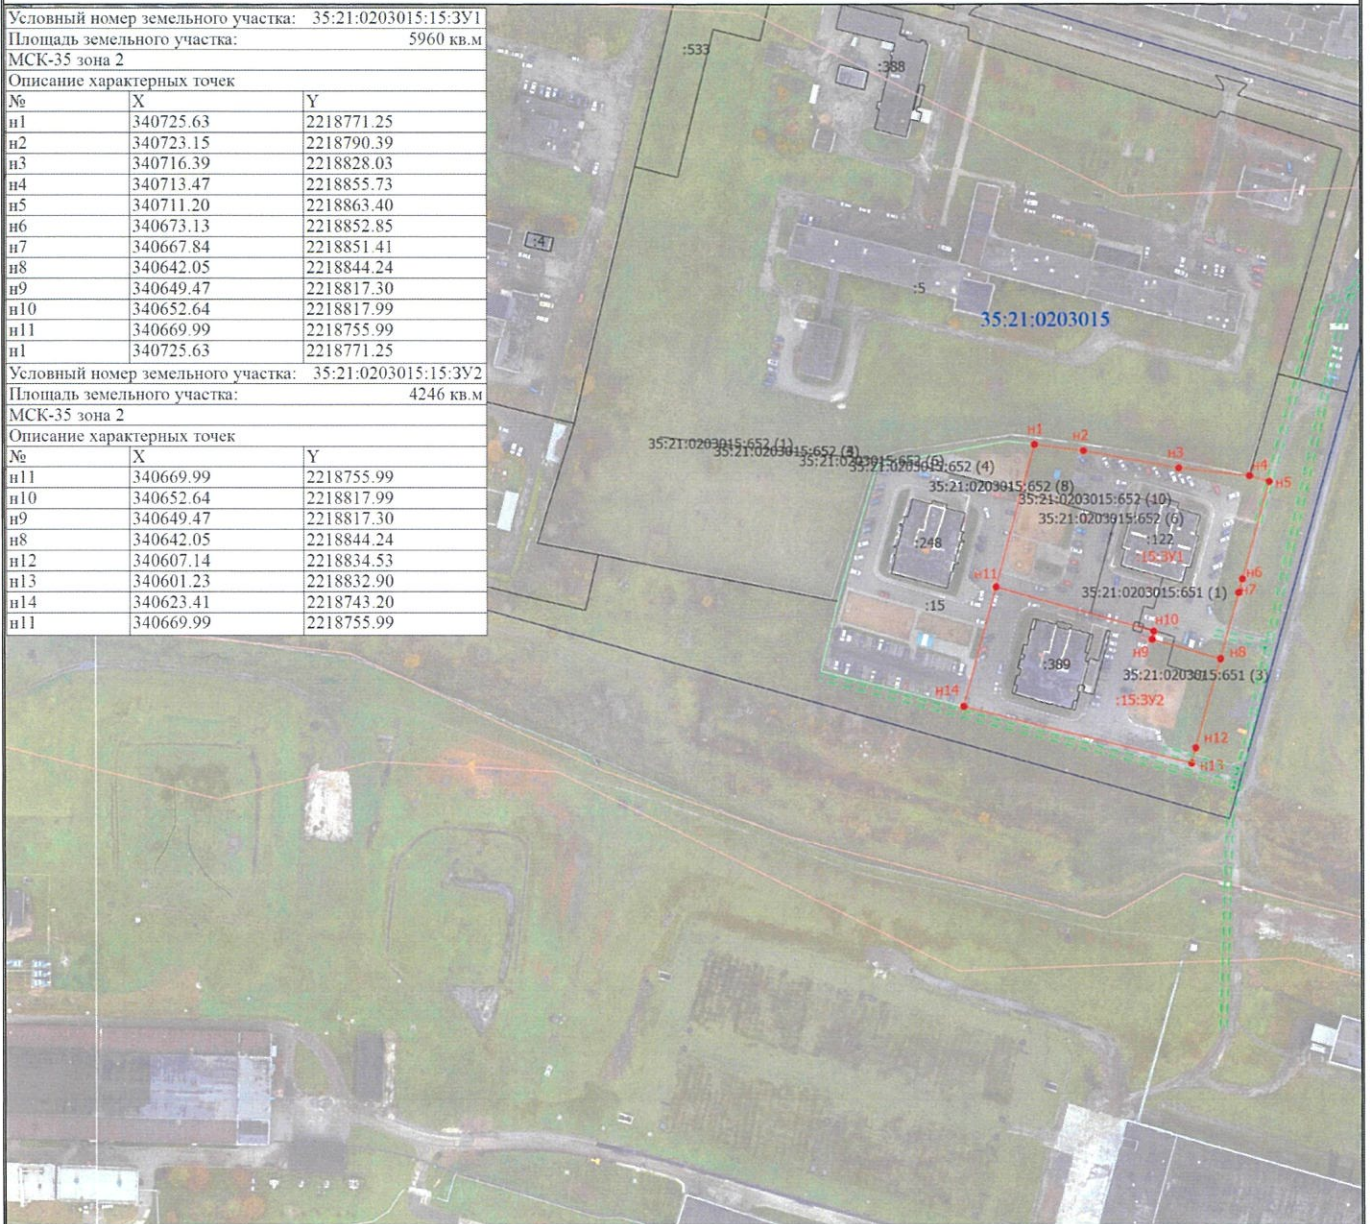 Условный номер земельного участка: 35:21:0203015:15:ЗУ1
Площадь земельного участка: 5960 кв.м
МСК-35 зона 2
Описание характерных точек
№ X Y
н1 340725.63 2218771.25
н2 340723.15 2218790.39
н3 340716.39 2218828.03
н4 340713.47 2218855.73
н5 340711.20 2218863.40
н6 340673.13 2218852.85
н7 340667.84 2218851.41
н8 340642.05 2218844.24
н9 340649.47 2218817.30
н10 340652.64 2218817.99
н11 340669.99 2218755.99
н1 340725.63 2218771.25
Условный номер земельного участка: 35:21:0203015:15:ЗУ2
Площадь земельного участка: 4246 кв.м
МСК-35 зона 2
Описание характерных точек
№ X Y
н11 340669.99 2218755.99
н10 340652.64 2218817.99
н9 340649.47 2218817.30
н8 340642.05 2218844.24
н12 340607.14 2218834.53
н13 340601.23 2218832.90
н14 340623.41 2218743.20
н11 340669.99 2218755.99
:533
:388
:4
:5
35:21:0203015
н1
н2
35:21:0203015:652 (1)
35:21:0203015:652
35:21:0203015:652 (5)
35:21:0203015:652 (4)
н3
н4
н5
35:21:0203015:652 (8)
35:21:0203015:652 (10)
35:21:0203015:652 (6)
:248
:122
:15:ЗУ1
н11
н6
н7
35:21:0203015:651 (1)
:15
н10
н9
н8
:389
35:21:0203015:651 (3)
н14
:15:ЗУ2
н12
н13